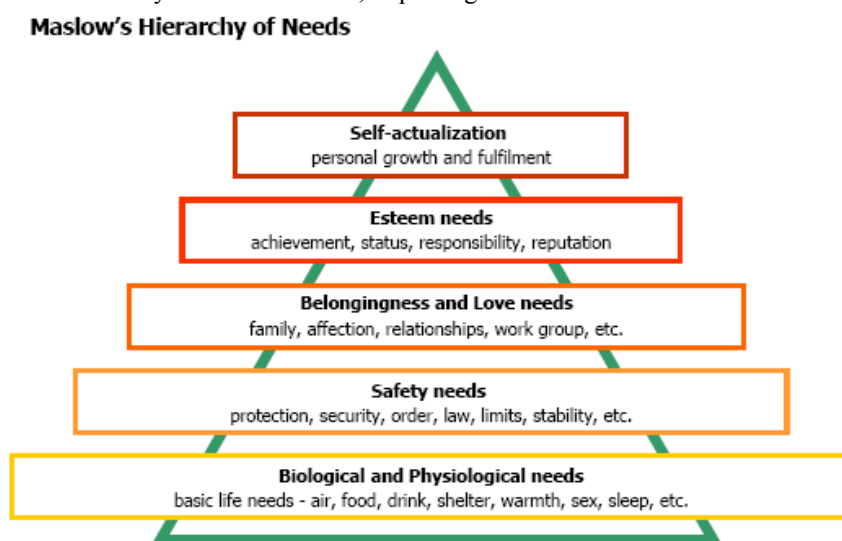 Maslow's Hierarchy of Needs
Self-actualization
personal growth and fulfilment
Esteem needs
achievement, status, responsibility, reputation
Belongingness and Love needs
family, affection, relationships, work group, etc.
Safety needs
protection, security, order, law, limits, stability, etc.
Biological and Physiological needs
basic life needs - air, food, drink, shelter, warmth, sex, sleep, etc.